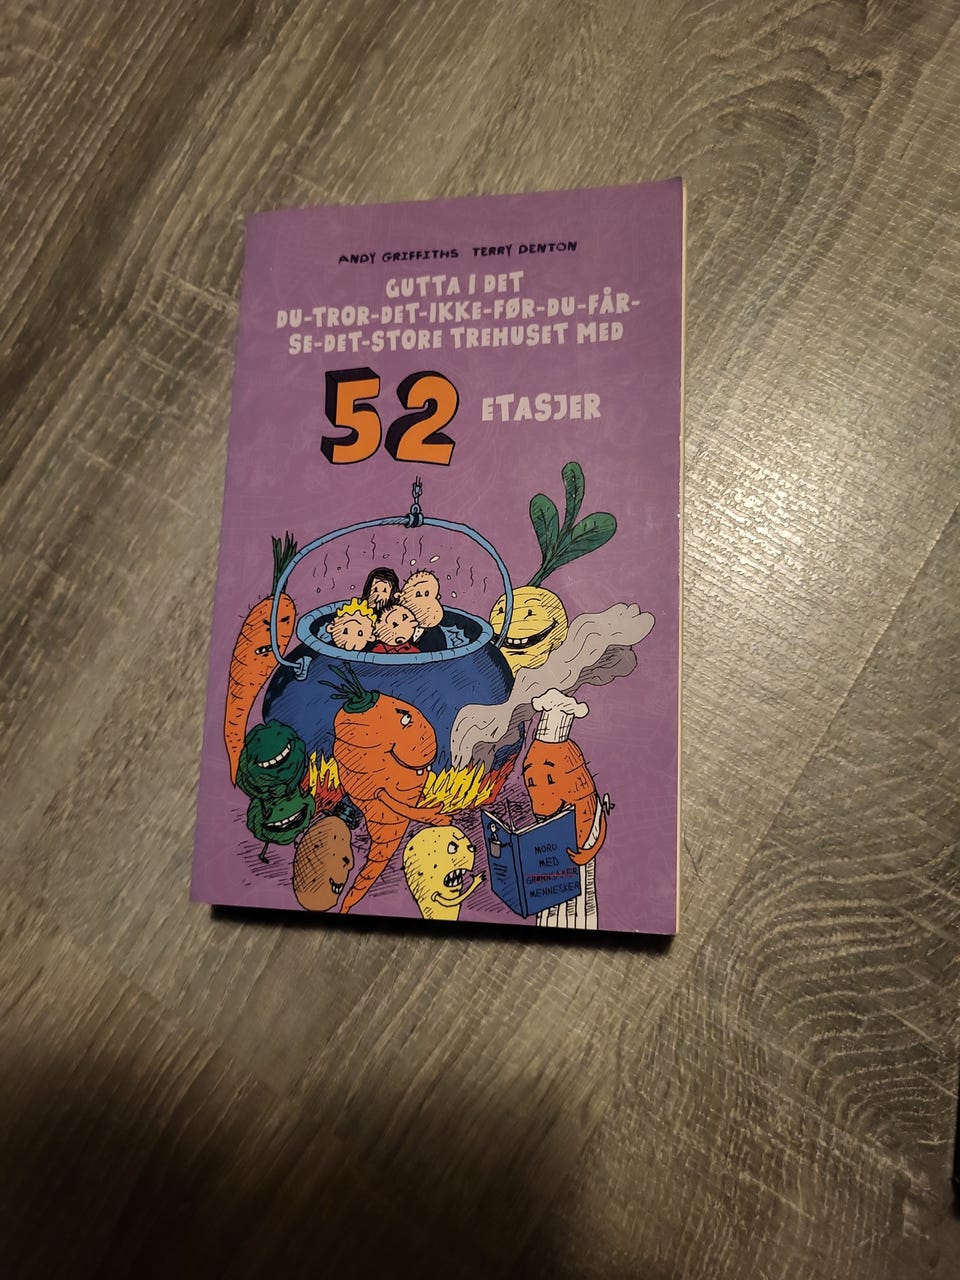 ANDY GRIFFITHS TERRY DENTON
GUTTA I DET
DU-TROR-DET-IKKE-FØR-DU-FÅR-
SE-DET-STORE TREHUSET MED
52 ETASJER
MORO
MED
GRØNNSAKER
MENNESKER